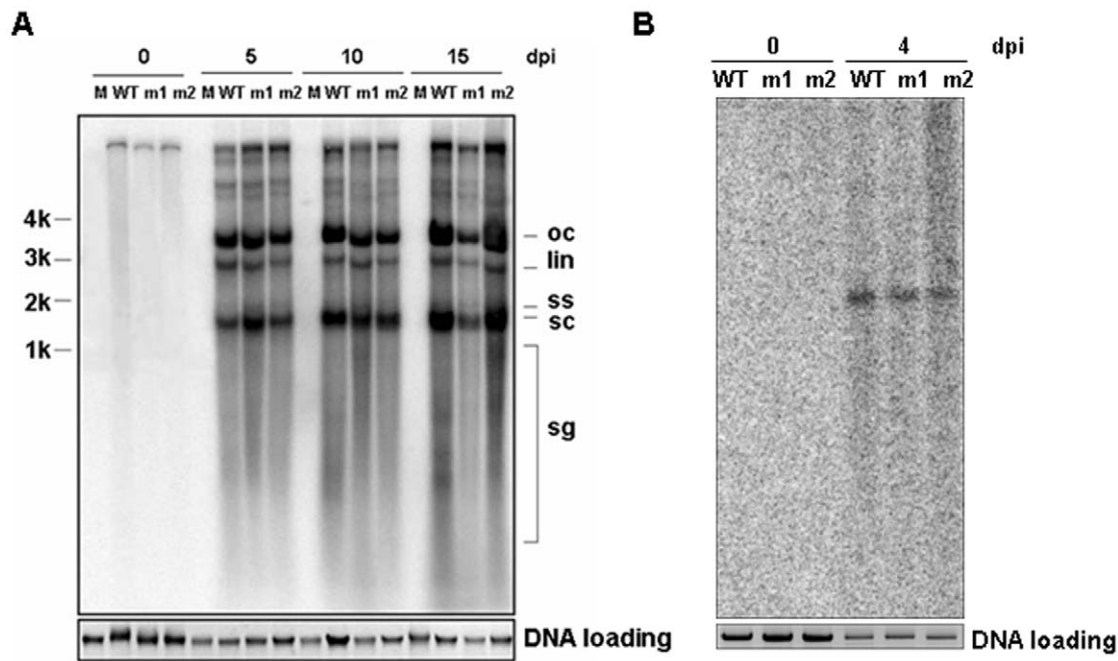 A
0 5 10 15 dpi
M WT m1 m2 M WT m1 m2 M WT m1 m2 M WT m1 m2
4k
3k
2k
1k
oc
lin
ss
sc
sg
DNA loading
B
0 4 dpi
WT m1 m2 WT m1 m2
DNA loading